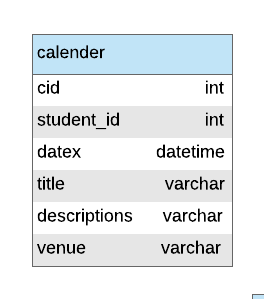 calender
cid int
student_id int
datex datetime
title varchar
descriptions varchar
venue varchar